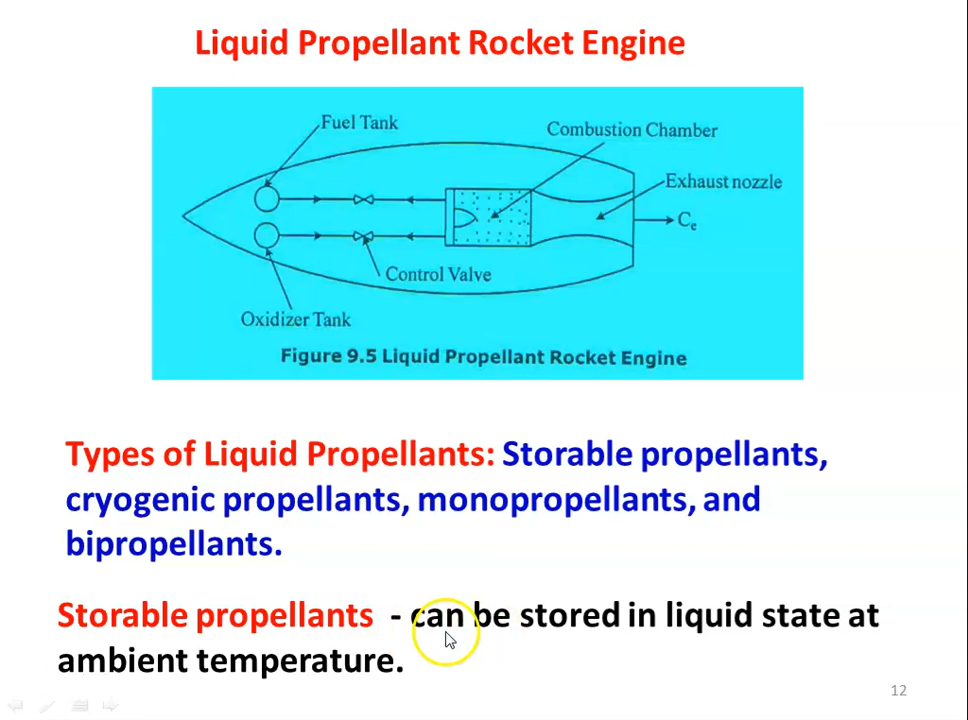 Liquid Propellant Rocket Engine
Fuel Tank
Combustion Chamber
Exhaust nozzle
Ce
Control Valve
Oxidizer Tank
Figure 9.5 Liquid Propellant Rocket Engine
Types of Liquid Propellants: Storable propellants,
cryogenic propellants, monopropellants, and
bipropellants.
Storable propellants - can be stored in liquid state at
ambient temperature.
12